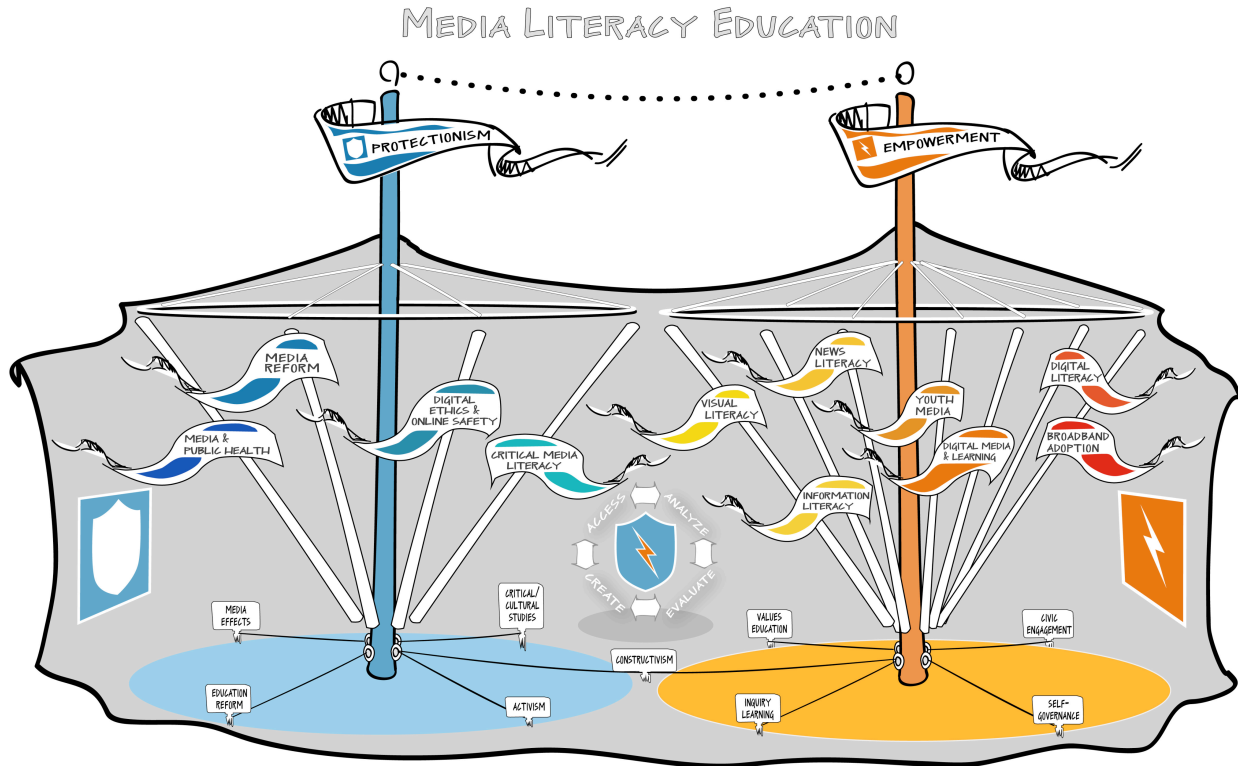 MEDIA LITERACY EDUCATION
PROTECTIONISM
EMPOWERMENT
MEDIA
REFORM
DIGITAL
ETHICS &
ONLINE SAFETY
MEDIA &
PUBLIC HEALTH
CRITICAL MEDIA
LITERACY
NEWS
LITERACY
VISUAL
LITERACY
YOUTH
MEDIA
DIGITAL
LITERACY
DIGITAL MEDIA
& LEARNING
BROADBAND
ADOPTION
INFORMATION
LITERACY
ACCESS
ANALYZE
CREATE
EVALUATE
MEDIA
EFFECTS
CRITICAL/
CULTURAL
STUDIES
EDUCATION
REFORM
ACTIVISM
CONSTRUCTIVISM
VALUES
EDUCATION
CIVIC
ENGAGEMENT
INQUIRY
LEARNING
SELF-
GOVERNANCE